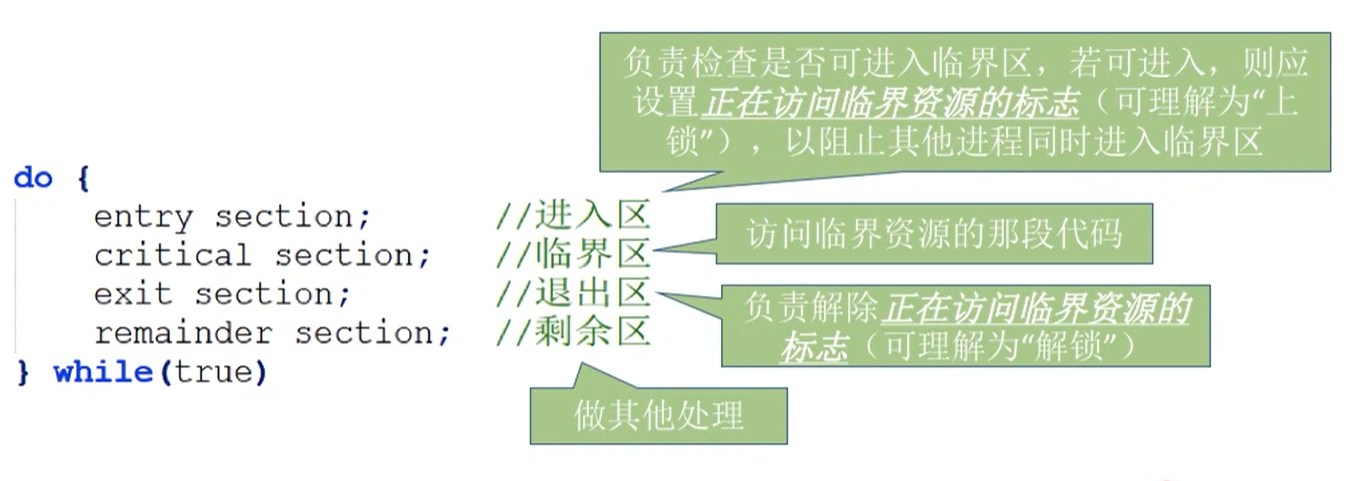 负责检查是否可进入临界区，若可进入，则应
设置正在访问临界资源的标志（可理解为“上
锁”），以阻止其他进程同时进入临界区
do {
entry section; //进入区
critical section; //临界区
exit section; //退出区
remainder section; //剩余区
} while(true)
访问临界资源的那段代码
负责解除正在访问临界资源的
标志（可理解为“解锁”）
做其他处理